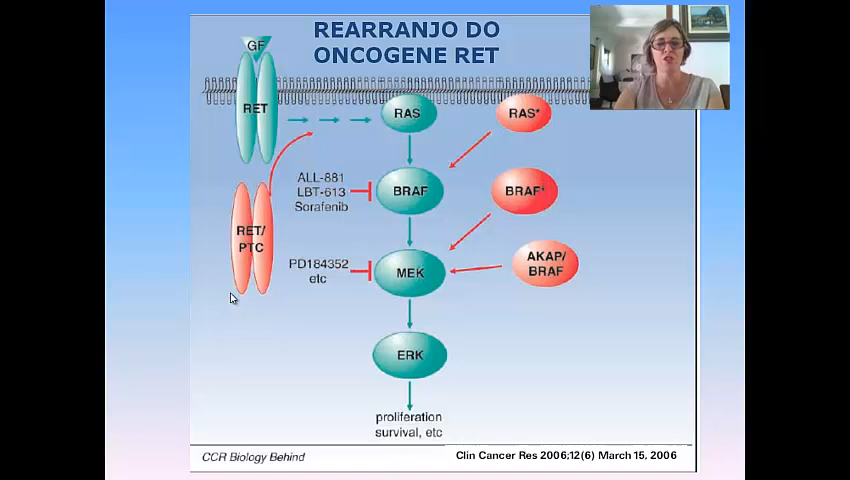 REARRANJO DO
ONCOGENE RET
GF
RET
RAS
RAS*
ALL-881
LBT-613
Sorafenib
BRAF
BRAF*
RET/
PTC
PD184352
etc
MEK
AKAP/
BRAF
ERK
proliferation
survival, etc
CCR Biology Behind
Clin Cancer Res 2006;12(6) March 15, 2006